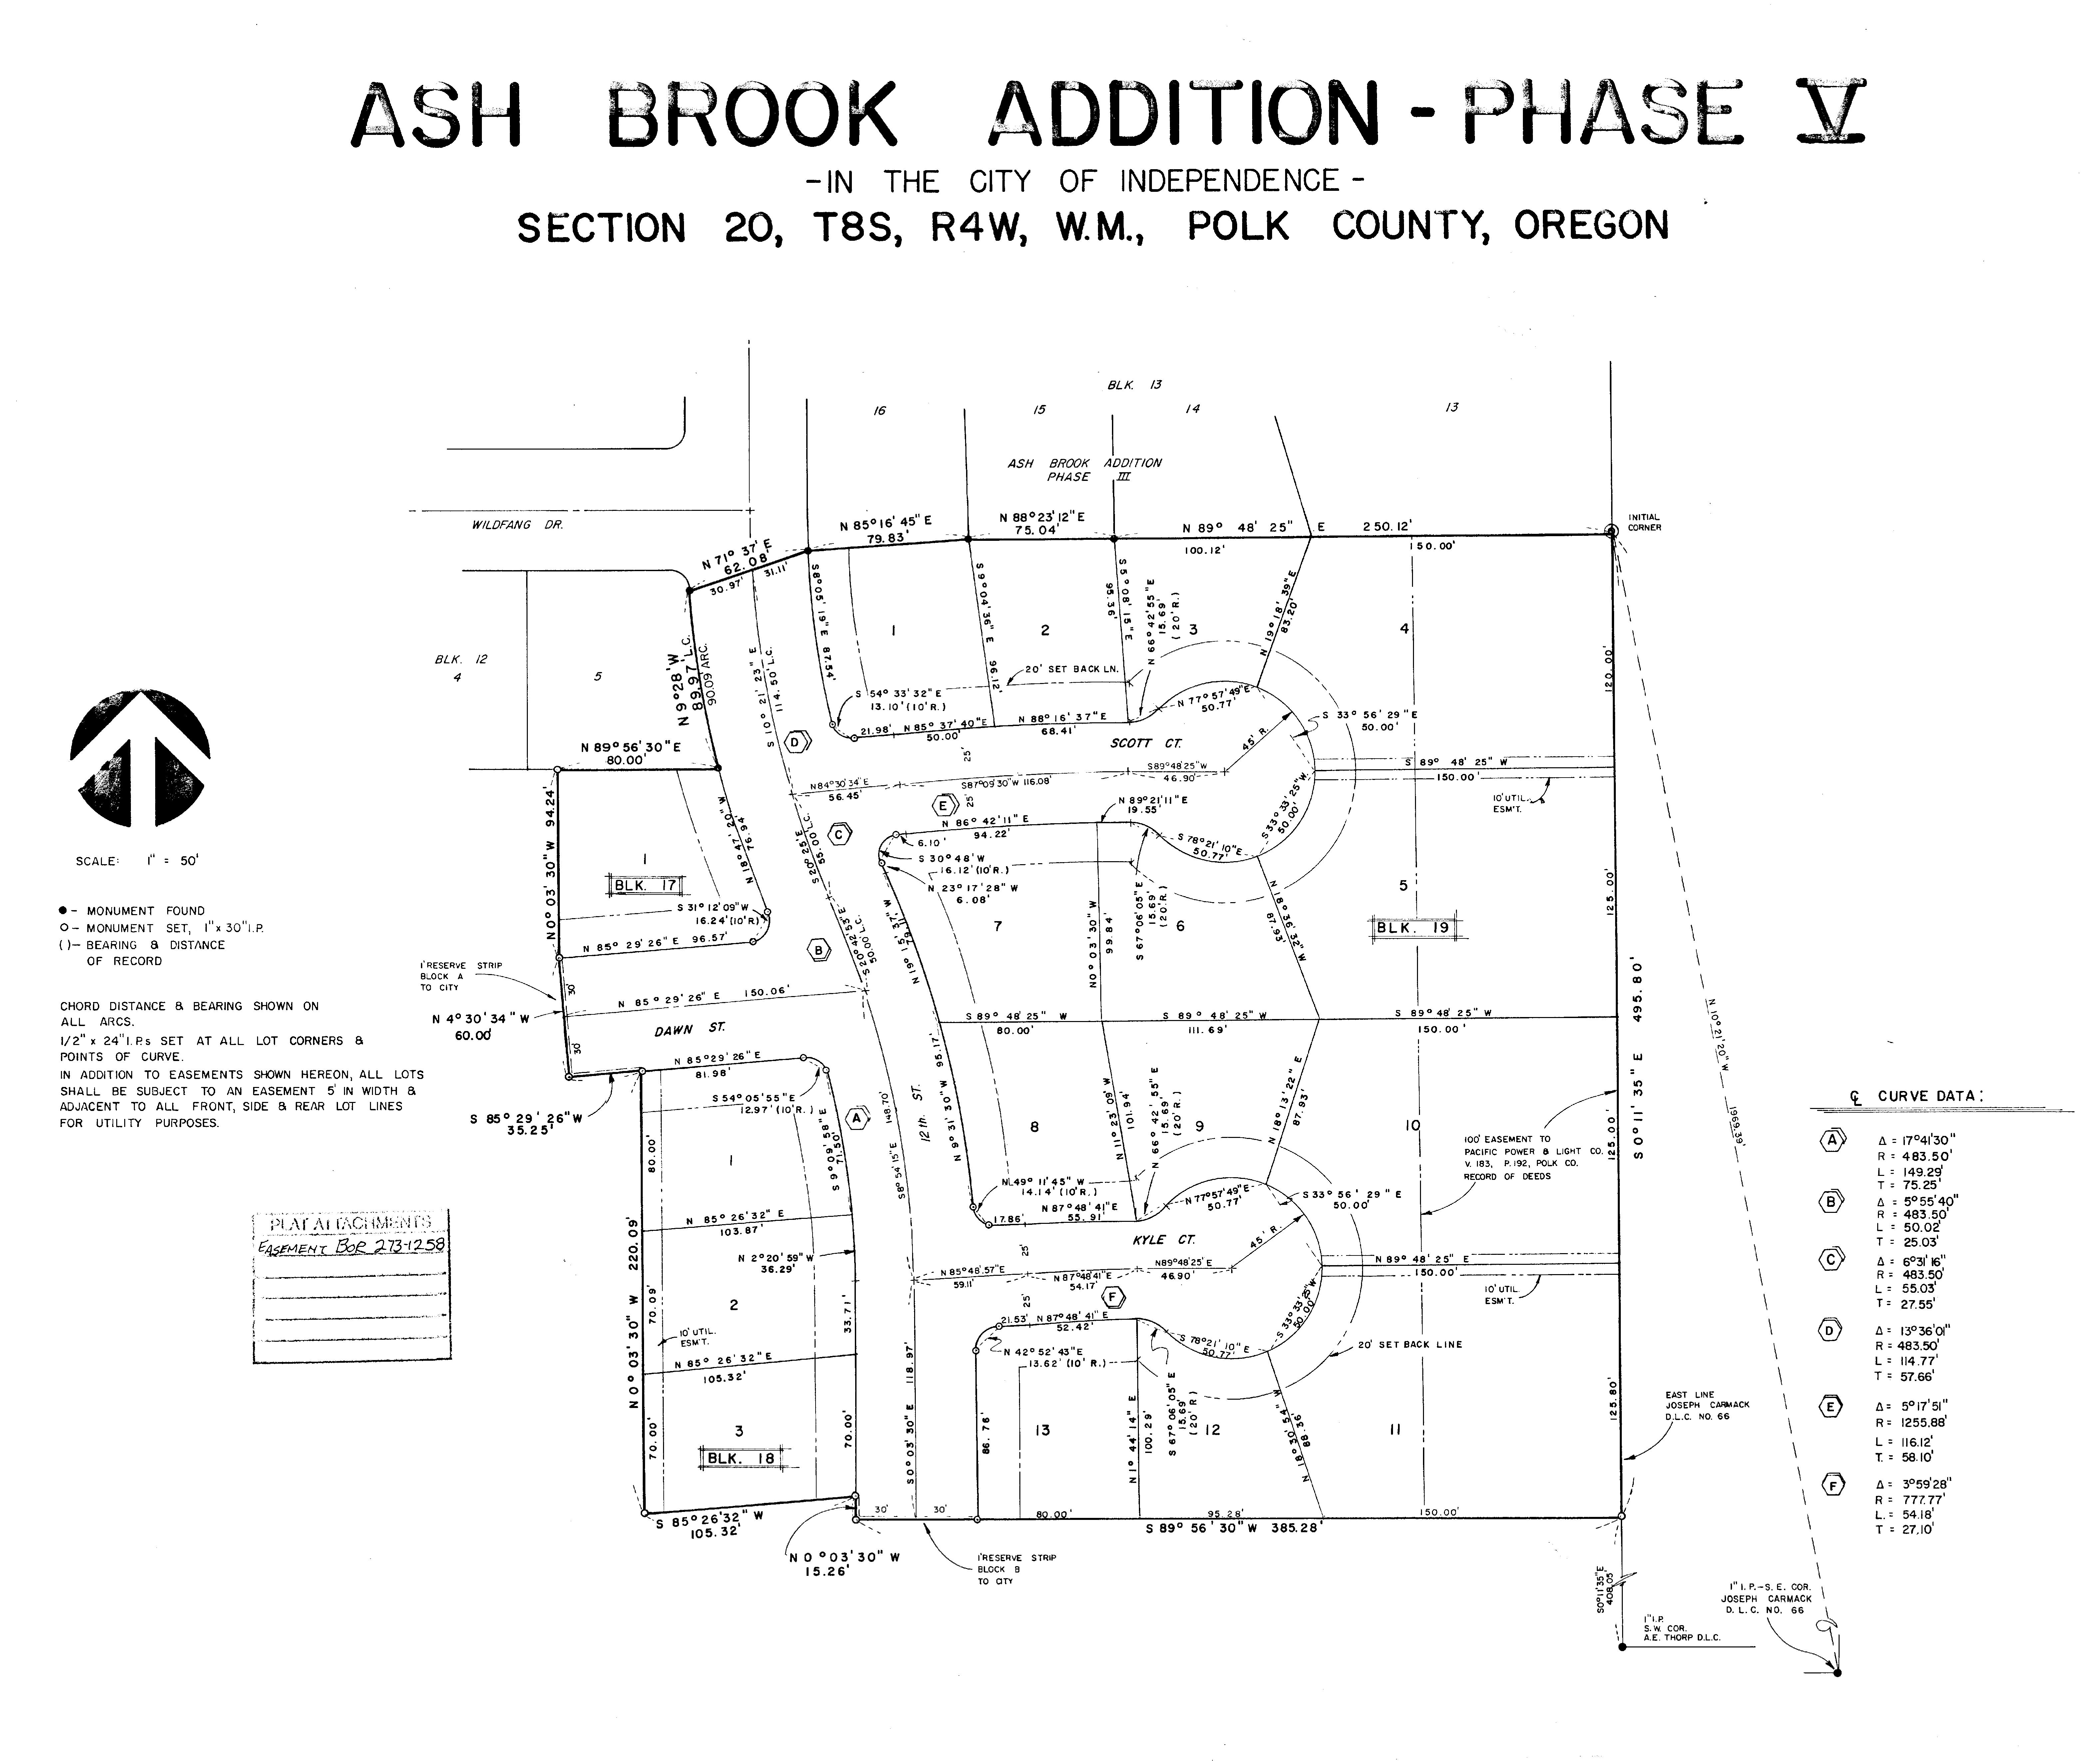 ASH BROOK ADDITION - PHASE V
- IN THE CITY OF INDEPENDENCE -
SECTION 20, T8S, R4W, W.M., POLK COUNTY, OREGON
BLK. 13
16
15
14
13
ASH BROOK ADDITION
PHASE III
WILDFANG DR.
INITIAL
CORNER
N 71° 37' E
62.08'
30.97'
31.11'
N 85° 16' 45" E
79.83'
N 88° 23' 12" E
75.04'
N 89° 48' 25" E 250.12'
100.12'
150.00'
BLK. 12
4
5
N 9° 28' W
89.97' L.C.
90.09 ARC.
S 10° 21' 23" E
114.50' L.C.
S 8° 05' 19" E 87.54'
1
S 9° 04' 36" E 96.12'
2
S 5° 08' 15" E
95.36'
N 66° 42' 55" E
15.69'
(20' R.)
3
N 19° 18' 39" E
83.20'
4
120.00'
20' SET BACK LN.
S 54° 33' 32" E
13.10' (10' R.)
21.98'
N 85° 37' 40" E
50.00'
N 88° 16' 37" E
68.41'
N 77° 57' 49" E
50.77'
45' R.
S 33° 56' 29" E
50.00'
SCOTT CT.
25'
D
N 84° 30' 34" E
56.45'
S 87° 09' 30" W 116.08'
S 89° 48' 25" W
46.90'
S 89° 48' 25" W
150.00'
10' UTIL.
ESM'T.
N 89° 56' 30" E
80.00'
E
25'
N 89° 21' 11" E
19.55'
N 86° 42' 11" E
94.22'
6.10'
S 30° 48' W
16.12' (10' R.)
N 23° 17' 28" W
6.08'
S 78° 21' 10" E
50.77'
S 33° 33' 25" W
50.00'
C
S 20° 25' E
55.00' L.C.
N 18° 47' 20" W
76.94'
N 0° 03' 30" W 94.24'
1
BLK. 17
S 31° 12' 09" W
16.24' (10' R)
N 85° 29' 26" E 96.57'
B
S 20° 42' 53" E
50.00' L.C.
N 19° 15' 37" W
79.11'
7
N 0° 03' 30" W
99.84'
S 67° 06' 05" E
15.69'
(20' R.)
6
N 18° 36' 32" W
87.93'
5
BLK. 19
125.00'
SCALE: 1" = 50'
● - MONUMENT FOUND
○ - MONUMENT SET, 1" x 30" I.P.
( ) - BEARING & DISTANCE
OF RECORD
CHORD DISTANCE & BEARING SHOWN ON
ALL ARCS.
1/2" x 24" I.P.s SET AT ALL LOT CORNERS &
POINTS OF CURVE.
IN ADDITION TO EASEMENTS SHOWN HEREON, ALL LOTS
SHALL BE SUBJECT TO AN EASEMENT 5' IN WIDTH &
ADJACENT TO ALL FRONT, SIDE & REAR LOT LINES
FOR UTILITY PURPOSES.
1' RESERVE STRIP
BLOCK A
TO CITY
N 4° 30' 34" W
60.00'
30'
30'
N 85° 29' 26" E 150.06'
DAWN ST.
N 85° 29' 26" E
81.98'
S 85° 29' 26" W
35.25'
S 54° 05' 55" E
12.97' (10' R.)
S 9° 09' 58" E
71.50'
A
148.70'
S 8° 54' 15" E
12th ST.
N 9° 31' 30" W 95.17'
S 89° 48' 25" W
80.00'
S 89° 48' 25" W
111.69'
S 89° 48' 25" W
150.00'
S 0° 11' 35" E 495.80'
N 10° 21' 20" W
1969.39'
8
N 11° 23' 09" W
101.94'
N 66° 42' 55" E
15.69'
(20' R.)
9
N 18° 13' 22" E
87.93'
10
125.00'
100' EASEMENT TO
PACIFIC POWER & LIGHT CO.
V. 183, P. 192, POLK CO.
RECORD OF DEEDS
80.00'
1
N 85° 26' 32" E
103.87'
N 2° 20' 59" W
36.29'
N 49° 11' 45" W
14.14' (10' R.)
17.86'
N 87° 48' 41" E
55.91'
N 77° 57' 49" E
50.77'
S 33° 56' 29" E
50.00'
45' R.
KYLE CT.
25'
N 85° 48' 57" E
59.11'
N 87° 48' 41" E
54.17'
N 89° 48' 25" E
46.90'
N 89° 48' 25" E
150.00'
10' UTIL.
ESM'T.
F
25'
N 0° 03' 30" W 220.09'
70.09'
2
33.71'
10' UTIL.
ESM'T.
21.53'
N 87° 48' 41" E
52.42'
N 42° 52' 43" E
13.62' (10' R.)
S 78° 21' 10" E
50.77'
S 33° 33' 25" W
50.00'
20' SET BACK LINE
N 85° 26' 32" E
105.32'
70.00'
3
BLK. 18
70.00'
S 0° 03' 30" E 118.97'
86.76'
13
N 1° 44' 14" E
100.29'
S 67° 06' 05" E
15.69'
(20' R)
12
N 18° 30' 54" W
88.36'
11
125.80'
EAST LINE
JOSEPH CARMACK
D.L.C. NO. 66
S 85° 26' 32" W
105.32'
30'
30'
80.00'
95.28'
150.00'
S 89° 56' 30" W 385.28'
N 0° 03' 30" W
15.26'
1' RESERVE STRIP
BLOCK B
TO CITY
S 0° 11' 35" E
408.05'
1" I.P.
S.W. COR.
A.E. THORP D.L.C.
1" I.P. - S.E. COR.
JOSEPH CARMACK
D.L.C. NO. 66
PLAT ATTACHMENTS
EASEMENT BOR 273-1258
℄ CURVE DATA:
A
Δ = 17°41'30"
R = 483.50'
L = 149.29'
T = 75.25'
B
Δ = 5°55'40"
R = 483.50'
L = 50.02'
T = 25.03'
C
Δ = 6°31'16"
R = 483.50'
L = 55.03'
T = 27.55'
D
Δ = 13°36'01"
R = 483.50'
L = 114.77'
T = 57.66'
E
Δ = 5°17'51"
R = 1255.88'
L = 116.12'
T. = 58.10'
F
Δ = 3°59'28"
R = 777.77'
L. = 54.18'
T = 27.10'